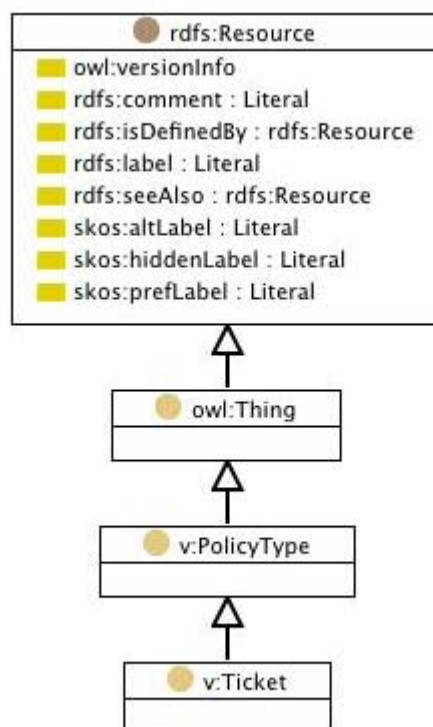 rdfs:Resource
owl:versionInfo
rdfs:comment : Literal
rdfs:isDefinedBy : rdfs:Resource
rdfs:label : Literal
rdfs:seeAlso : rdfs:Resource
skos:altLabel : Literal
skos:hiddenLabel : Literal
skos:prefLabel : Literal
owl:Thing
v:PolicyType
v:Ticket